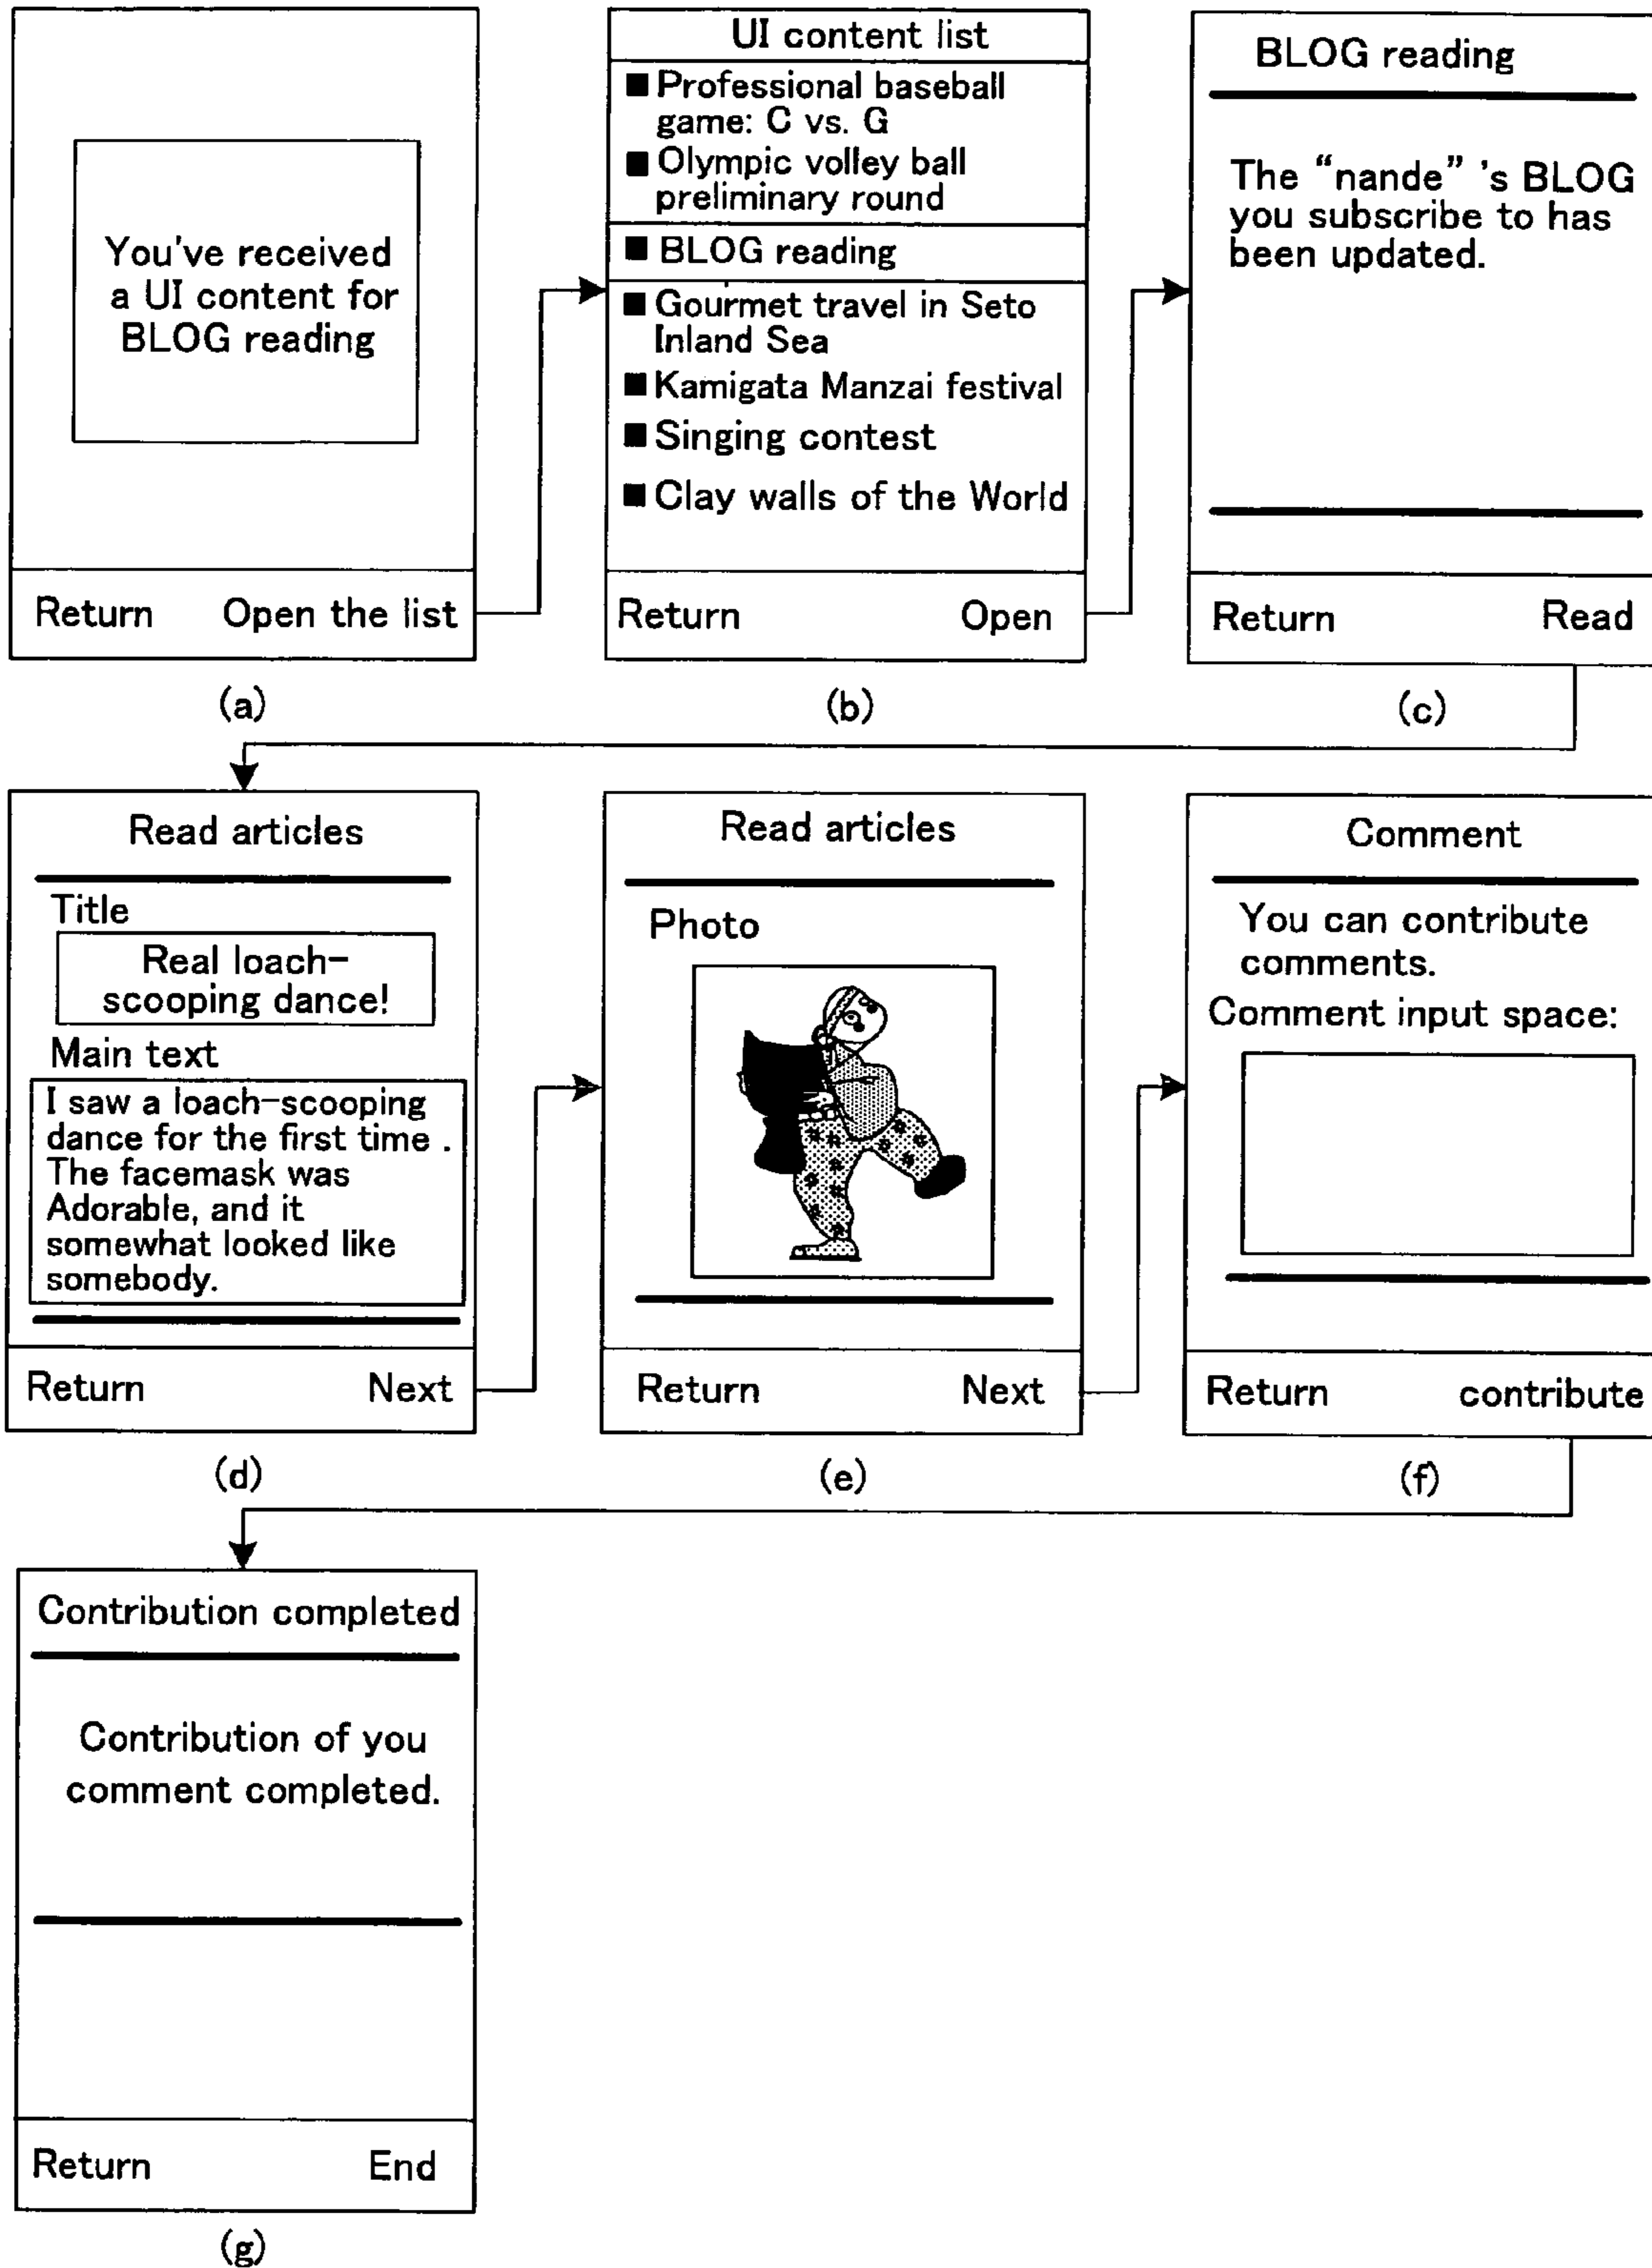 You've received
a UI content for
BLOG reading
Return Open the list
(a)
UI content list
■ Professional baseball
game: C vs. G
■ Olympic volley ball
preliminary round
■ BLOG reading
■ Gourmet travel in Seto
Inland Sea
■ Kamigata Manzai festival
■ Singing contest
■ Clay walls of the World
Return Open
(b)
BLOG reading
The “nande” 's BLOG
you subscribe to has
been updated.
Return Read
(c)
Read articles
Title
Real loach-
scooping dance!
Main text
I saw a loach-scooping
dance for the first time .
The facemask was
Adorable, and it
somewhat looked like
somebody.
Return Next
(d)
Read articles
Photo
Return Next
(e)
Comment
You can contribute
comments.
Comment input space:
Return contribute
(f)
Contribution completed
Contribution of you
comment completed.
Return End
(g)